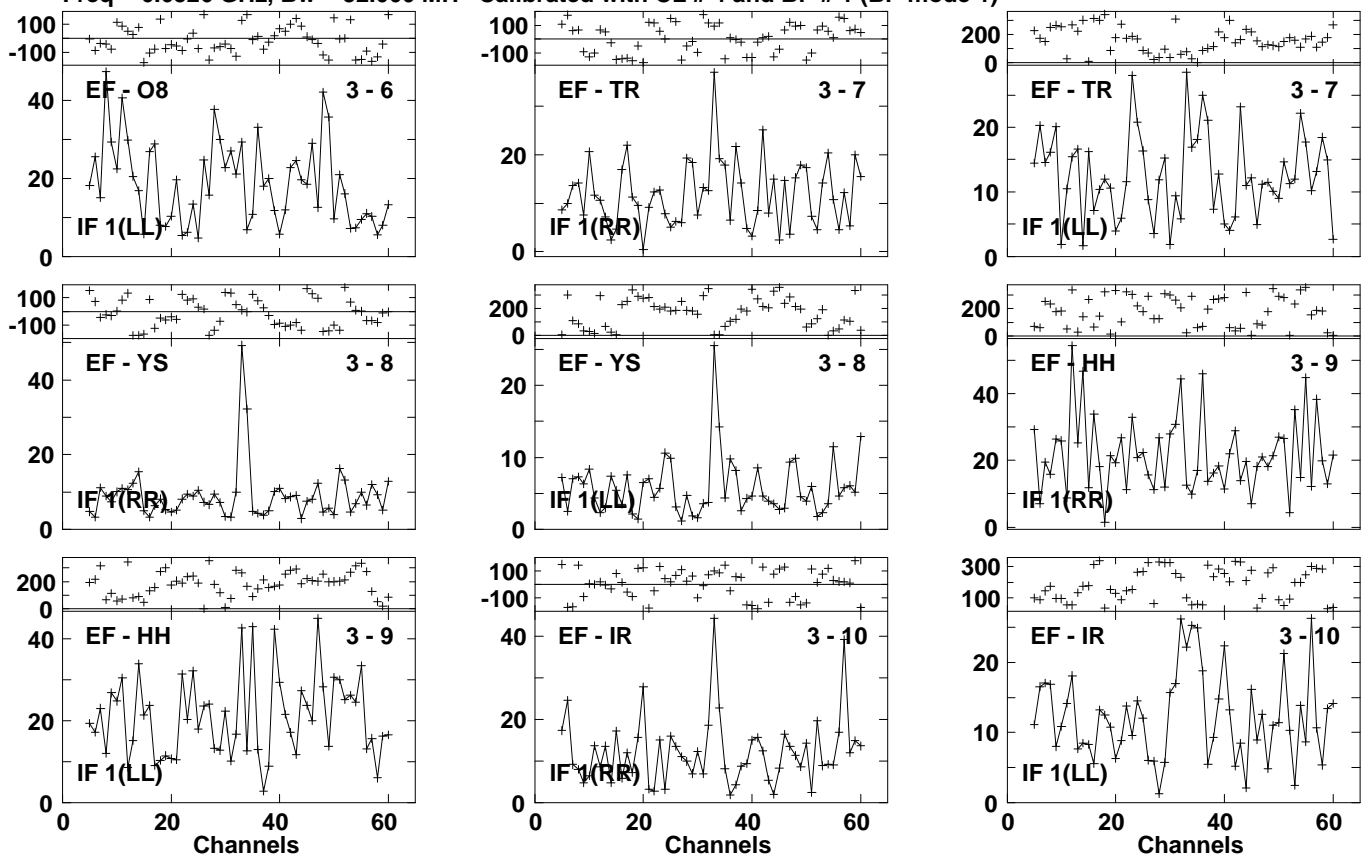 Calibrated with CL # 4 and BP # 1 (BP mode 1)
100
-100
40
20
0
EF - O8
3 - 6
IF 1(LL)
100
-100
20
0
EF - TR
3 - 7
IF 1(RR)
200
0
20
10
0
EF - TR
3 - 7
IF 1(LL)
100
-100
40
20
0
EF - YS
3 - 8
IF 1(RR)
200
0
20
10
0
EF - YS
3 - 8
IF 1(LL)
200
0
40
20
0
EF - HH
3 - 9
IF 1(RR)
200
0
40
20
0
EF - HH
3 - 9
IF 1(LL)
0 20 40 60
Channels
100
-100
40
20
0
EF - IR
3 - 10
IF 1(RR)
0 20 40 60
Channels
300
100
20
10
0
EF - IR
3 - 10
IF 1(LL)
0 20 40 60
Channels